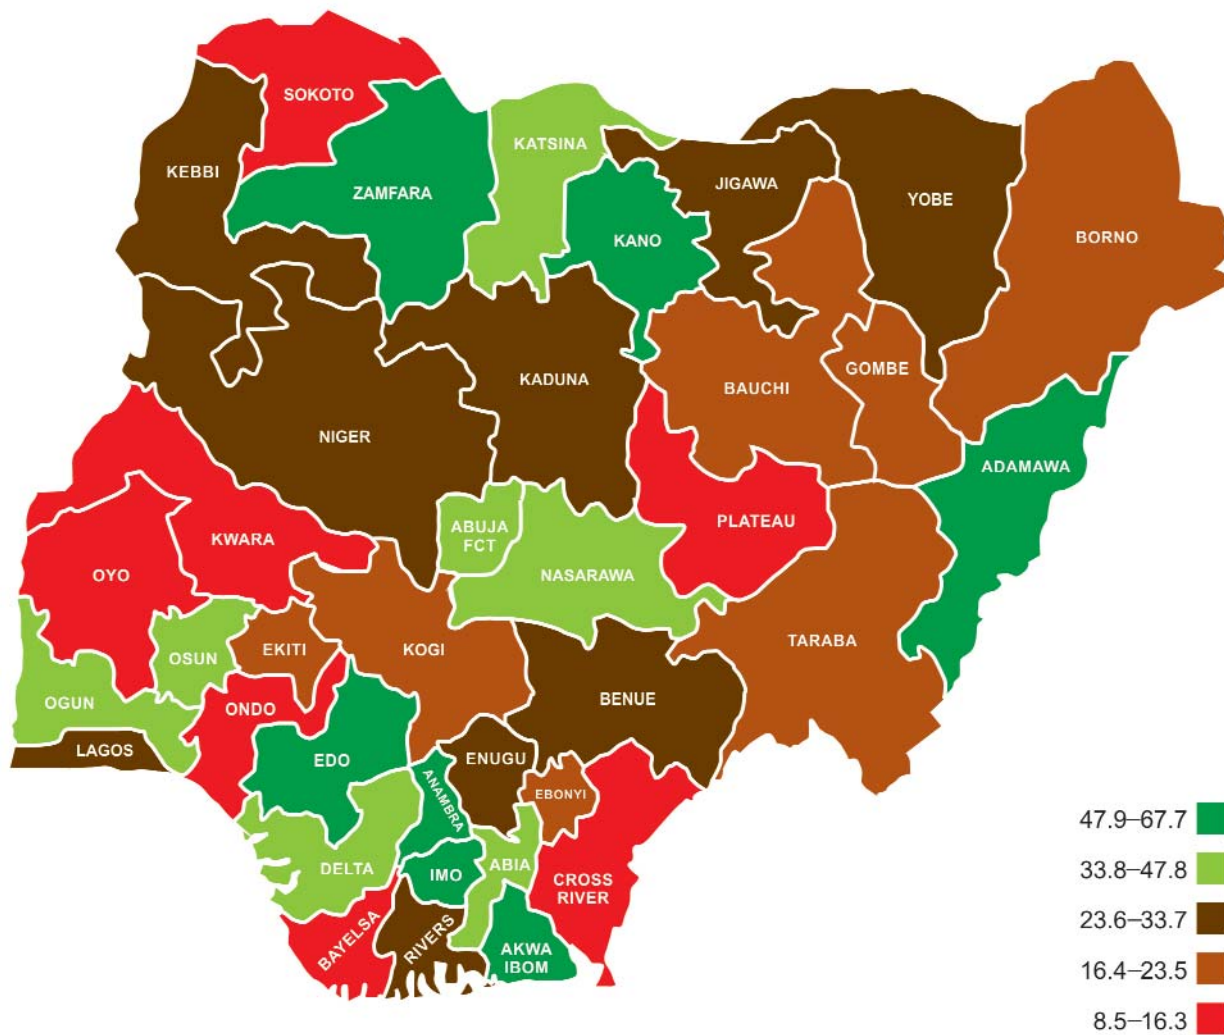 SOKOTO
KATSINA
KEBBI
ZAMFARA
JIGAWA
YOBE
KANO
BORNO
GOMBE
KADUNA
BAUCHI
NIGER
ADAMAWA
PLATEAU
ABUJA
FCT
KWARA
OYO
NASARAWA
TARABA
EKITI
KOGI
OSUN
BENUE
OGUN
ONDO
LAGOS
EDO
ENUGU
ANAMBRA
EBONYI
DELTA
IMO
ABIA
CROSS
RIVER
BAYELSA
RIVERS
AKWA
IBOM
47.9–67.7
33.8–47.8
23.6–33.7
16.4–23.5
8.5–16.3